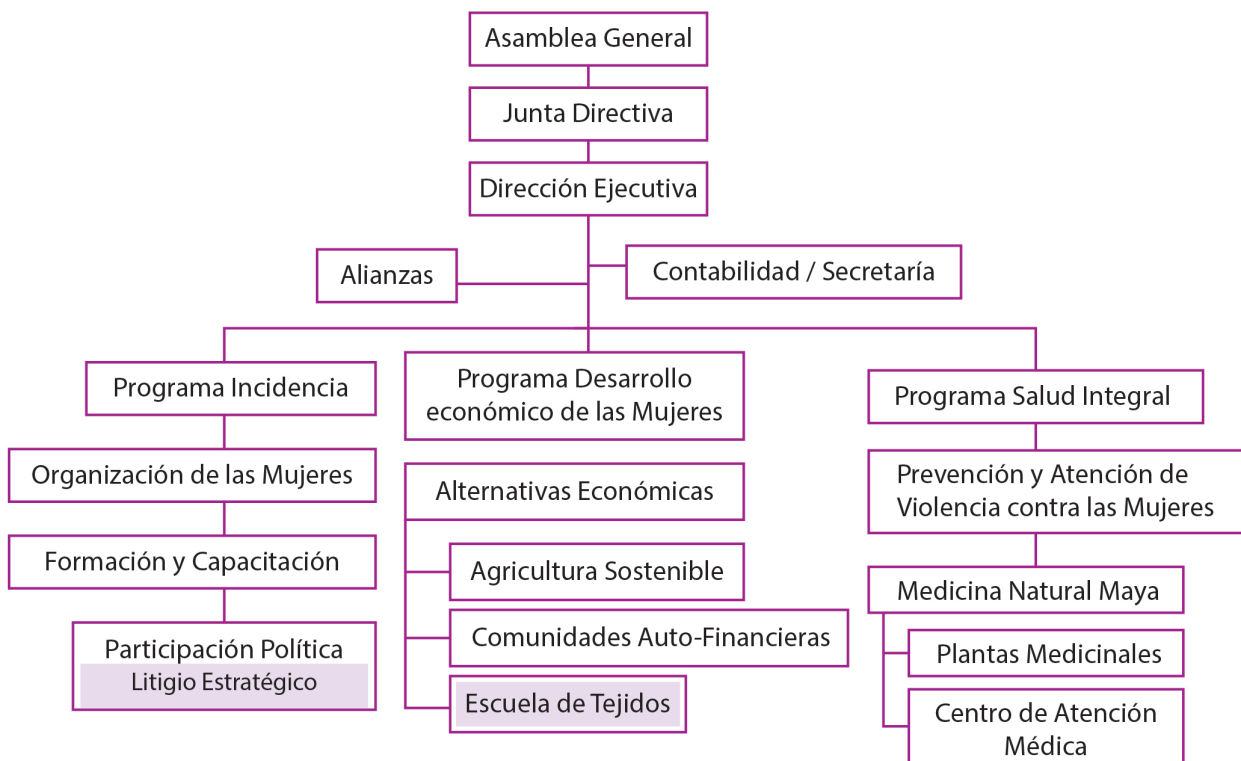 Asamblea General
Junta Directiva
Dirección Ejecutiva
Alianzas
Contabilidad / Secretaría
Programa Incidencia
Organización de las Mujeres
Formación y Capacitación
Participación Política
Litigio Estratégico
Programa Desarrollo
económico de las Mujeres
Alternativas Económicas
Agricultura Sostenible
Comunidades Auto-Financieras
Escuela de Tejidos
Programa Salud Integral
Prevención y Atención de
Violencia contra las Mujeres
Medicina Natural Maya
Plantas Medicinales
Centro de Atención
Médica